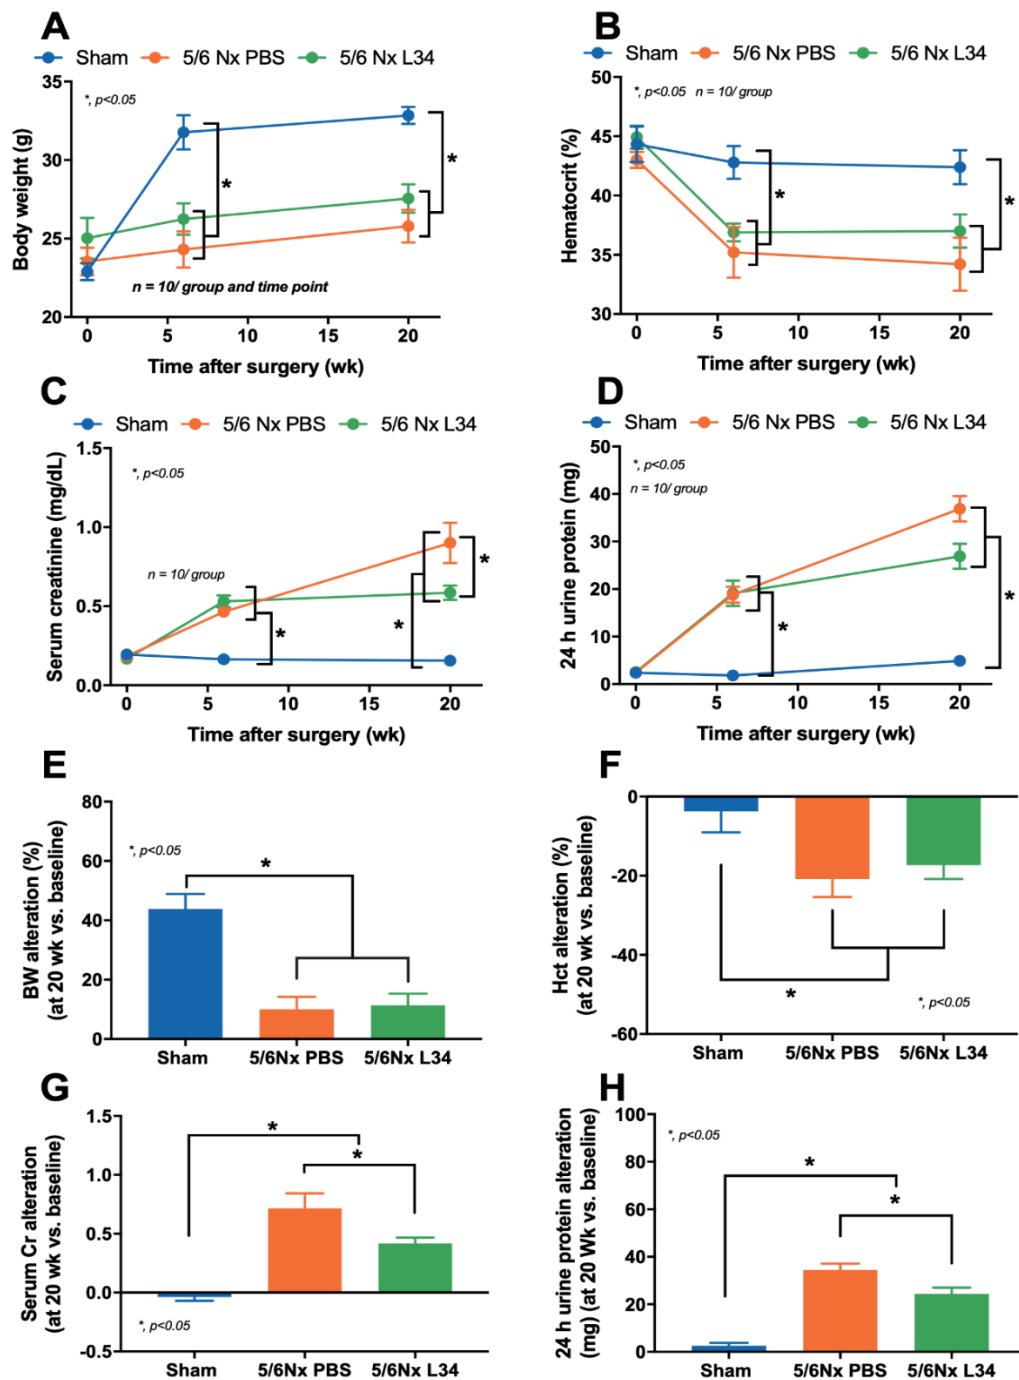 A
Sham 5/6 Nx PBS 5/6 Nx L34
*, p<0.05
Body weight (g)
35
30
25
20
*
*
n = 10/ group and time point
0 5 10 15 20
Time after surgery (wk)
B
Sham 5/6 Nx PBS 5/6 Nx L34
*, p<0.05 n = 10/ group
Hematocrit (%)
50
45
40
35
30
*
*
0 5 10 15 20
Time after surgery (wk)
C
Sham 5/6 Nx PBS 5/6 Nx L34
*, p<0.05
Serum creatinine (mg/dL)
1.5
1.0
0.5
0.0
n = 10/ group
*
*
*
0 5 10 15 20
Time after surgery (wk)
D
Sham 5/6 Nx PBS 5/6 Nx L34
*, p<0.05
n = 10/ group
24 h urine protein (mg)
50
40
30
20
10
0
*
*
0 5 10 15 20
Time after surgery (wk)
E
*, p<0.05
BW alteration (%)
(at 20 wk vs. baseline)
80
60
40
20
0
*
Sham 5/6Nx PBS 5/6Nx L34
F
Hct alteration (%)
(at 20 wk vs. baseline)
0
-20
-40
-60
*
*, p<0.05
Sham 5/6Nx PBS 5/6Nx L34
G
Serum Cr alteration
(at 20 wk vs. baseline)
1.5
1.0
0.5
0.0
-0.5
*
*
*, p<0.05
Sham 5/6Nx PBS 5/6Nx L34
H
*, p<0.05
24 h urine protein alteration
(mg) (at 20 Wk vs. baseline)
100
80
60
40
20
0
*
*
Sham 5/6Nx PBS 5/6Nx L34